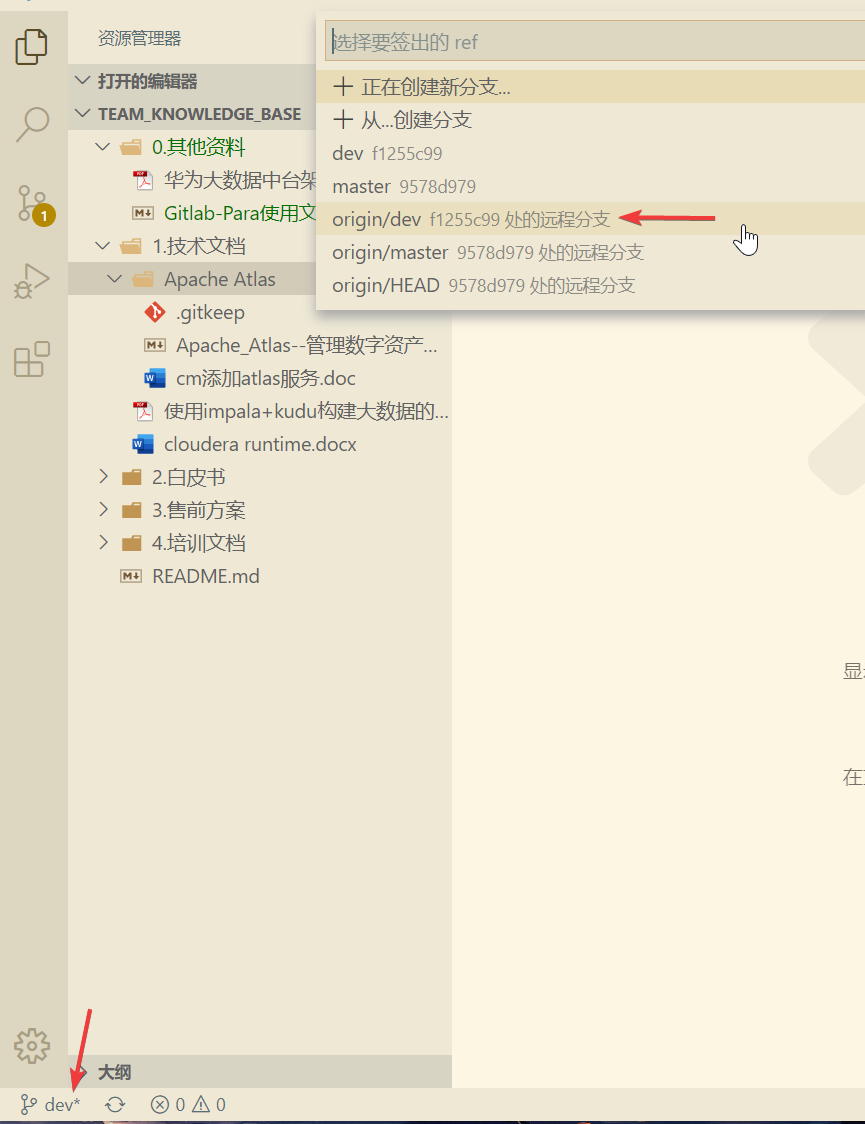 资源管理器
打开的编辑器
TEAM_KNOWLEDGE_BASE
0.其他资料
华为大数据中台架
Gitlab-Para使用文
1.技术文档
Apache Atlas
.gitkeep
Apache_Atlas--管理数字资产...
cm添加atlas服务.doc
使用impala+kudu构建大数据的...
cloudera runtime.docx
2.白皮书
3.售前方案
4.培训文档
README.md
大纲
选择要签出的 ref
+ 正在创建新分支...
+ 从...创建分支
dev f1255c99
master 9578d979
origin/dev f1255c99 处的远程分支
origin/master 9578d979 处的远程分支
origin/HEAD 9578d979 处的远程分支
1
在
dev* 0 0